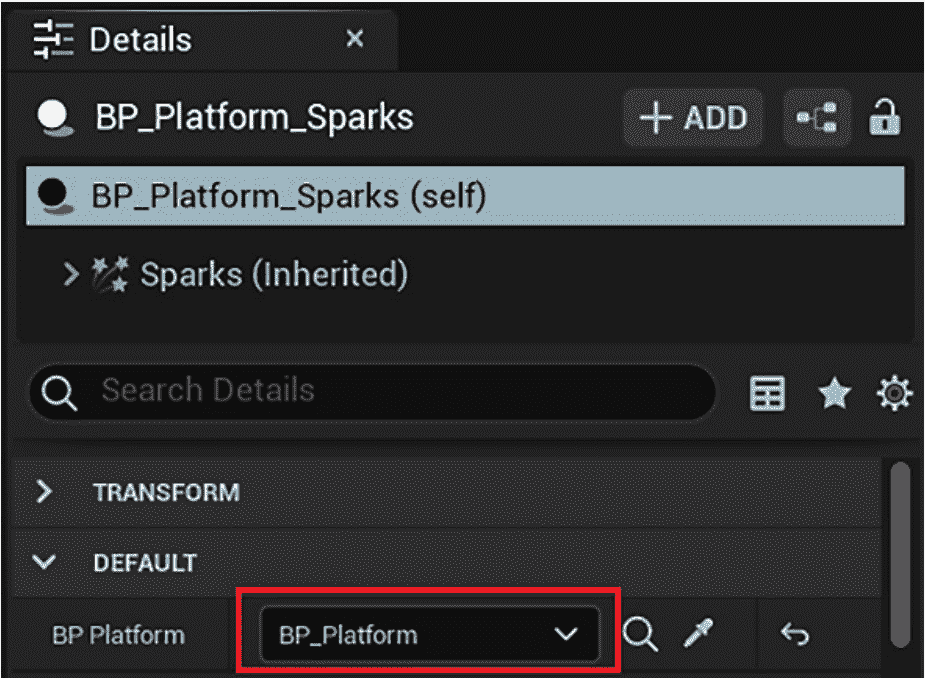 Details
BP_Platform_Sparks
+ ADD
BP_Platform_Sparks (self)
Sparks (Inherited)
Search Details
TRANSFORM
DEFAULT
BP Platform BP_Platform